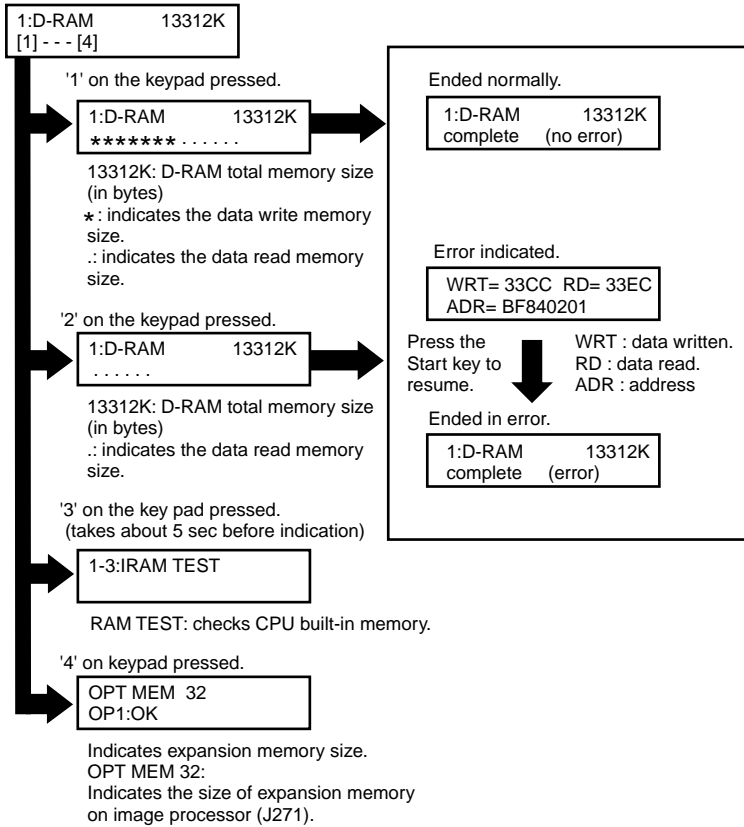 1:D-RAM 13312K
[1] - - - [4]
'1' on the keypad pressed.
1:D-RAM 13312K
******* . . . . . .
13312K: D-RAM total memory size
(in bytes)
* : indicates the data write memory
size.
.: indicates the data read memory
size.
'2' on the keypad pressed.
1:D-RAM 13312K
. . . . . .
13312K: D-RAM total memory size
(in bytes)
.: indicates the data read memory
size.
'3' on the key pad pressed.
(takes about 5 sec before indication)
1-3:IRAM TEST
RAM TEST: checks CPU built-in memory.
'4' on keypad pressed.
OPT MEM 32
OP1:OK
Indicates expansion memory size.
OPT MEM 32:
Indicates the size of expansion memory
on image processor (J271).
Ended normally.
1:D-RAM 13312K
complete (no error)
Error indicated.
WRT= 33CC RD= 33EC
ADR= BF840201
Press the
Start key to
resume.
WRT : data written.
RD : data read.
ADR : address
Ended in error.
1:D-RAM 13312K
complete (error)